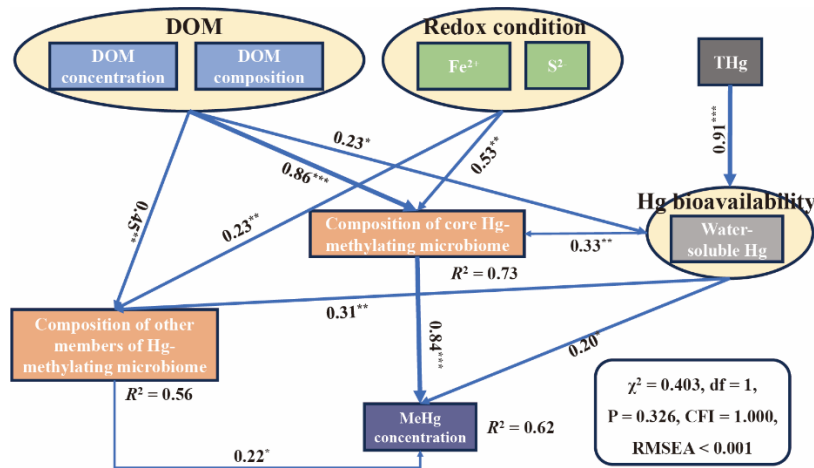 DOM
DOM
concentration
DOM
composition
Redox condition
Fe²⁺
S²⁻
THg
0.91***
0.23*
0.86***
0.53**
0.45**
0.23**
Hg bioavailability
Water-
soluble Hg
Composition of core Hg-
methylating microbiome
0.33**
R² = 0.73
0.31**
Composition of other
members of Hg-
methylating microbiome
R² = 0.56
0.84***
0.20*
MeHg
concentration
R² = 0.62
0.22*
χ² = 0.403, df = 1,
P = 0.326, CFI = 1.000,
RMSEA < 0.001